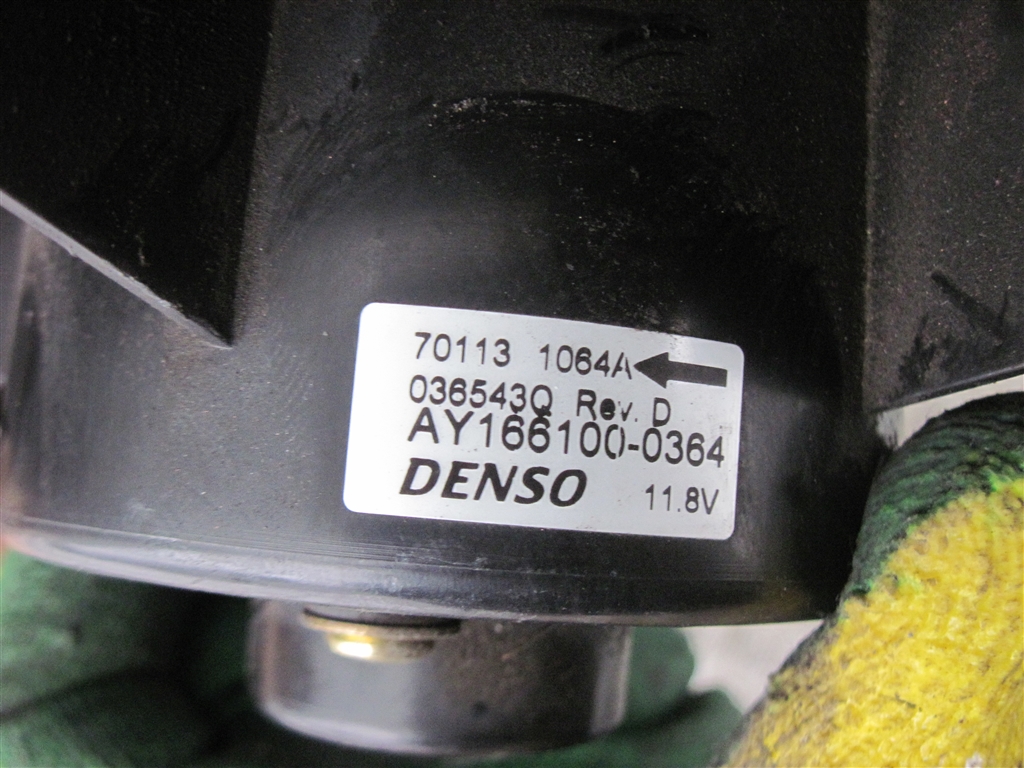 70113 1064A
036543Q Rev. D
AY166100-0364
DENSO 11.8V